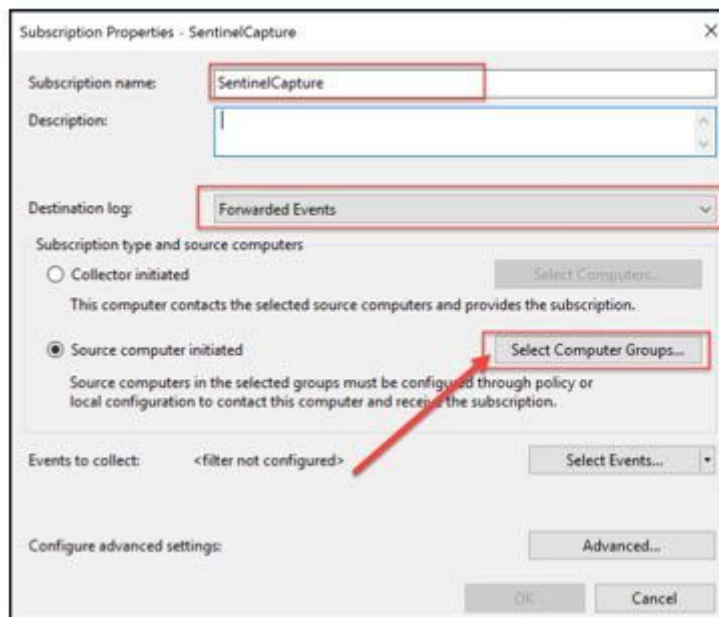 Subscription Properties - SentinelCapture
Subscription name: SentinelCapture
Description:
Destination log: Forwarded Events
Subscription type and source computers
Collector initiated Select Computers...
This computer contacts the selected source computers and provides the subscription.
Source computer initiated Select Computer Groups...
Source computers in the selected groups must be configured through policy or
local configuration to contact this computer and receive the subscription.
Events to collect: <filter not configured> Select Events...
Configure advanced settings: Advanced...
OK Cancel